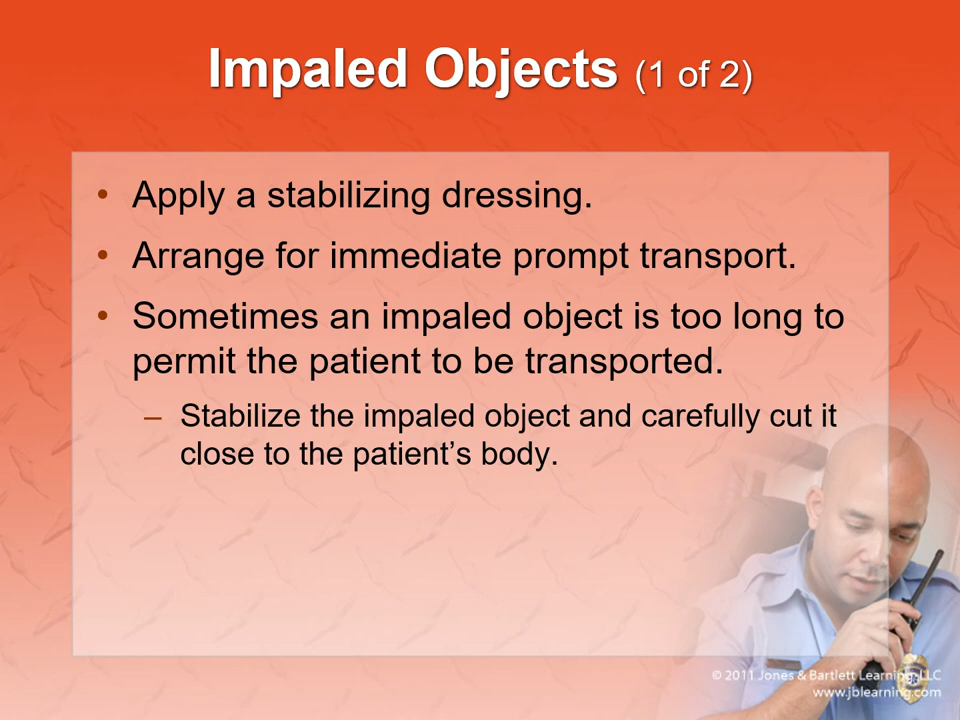 Impaled Objects (1 of 2)
• Apply a stabilizing dressing.
• Arrange for immediate prompt transport.
• Sometimes an impaled object is too long to
permit the patient to be transported.
– Stabilize the impaled object and carefully cut it
close to the patient’s body.
© 2011 Jones & Bartlett Learning, LLC
www.jblearning.com